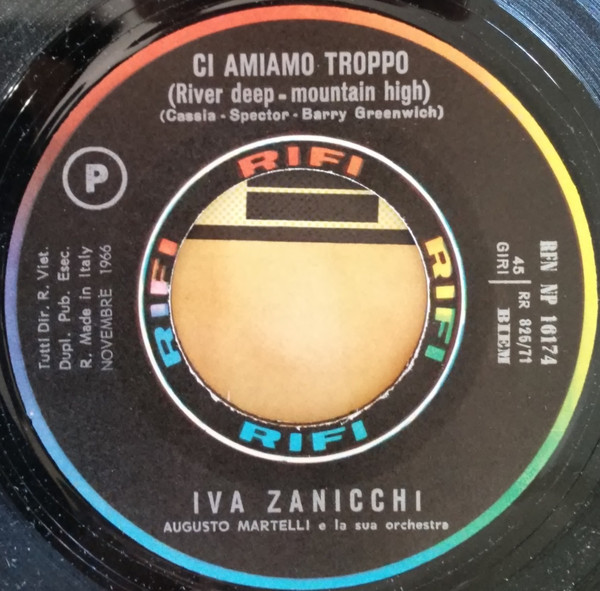 CI AMIAMO TROPPO
(River deep - mountain high)
(Cassia - Spector - Barry Greenwich)
P
RIFI
RIFI
RIFI
RIFI
Tutti Dir. R. Viet.
Dupl. Pub. Esec.
R. Made in Italy
NOVEMBRE 1966
RFN NP 16174
45 GIRI
RR 826/71
BIEM
IVA ZANICCHI
AUGUSTO MARTELLI e la sua orchestra